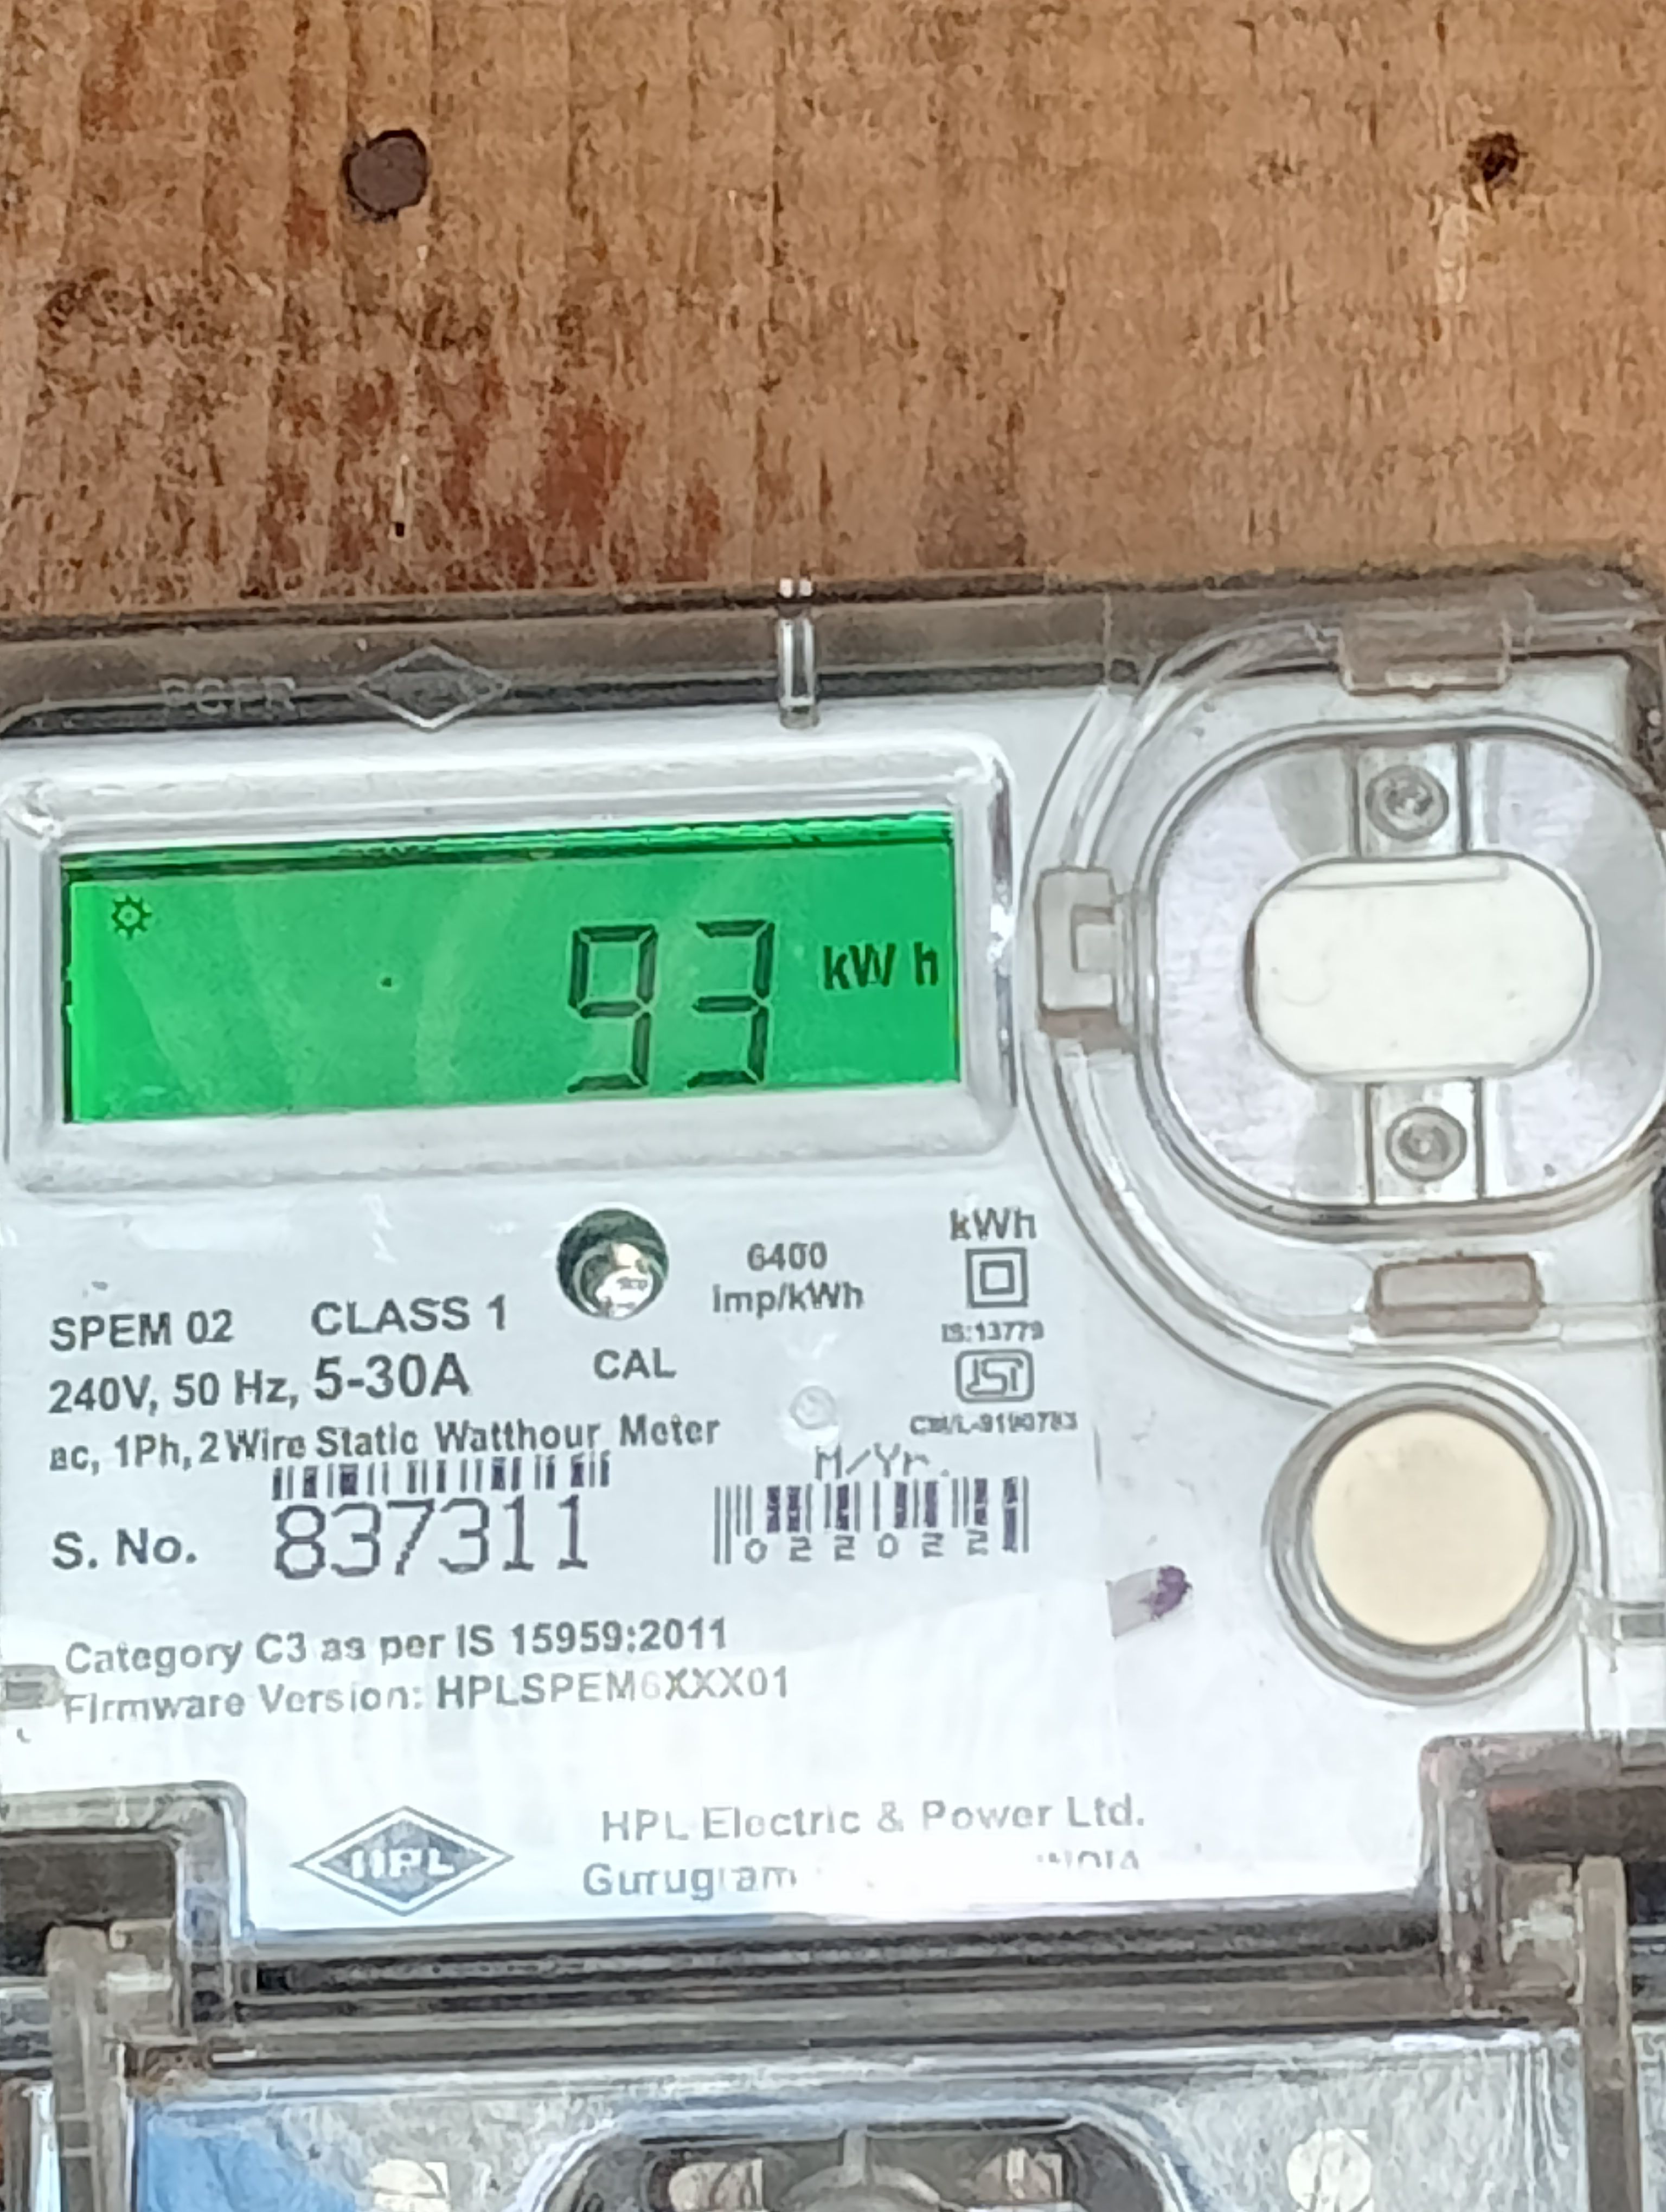 93 kW h
kWh
6400
imp/kWh
IS:13779
SPEM 02 CLASS 1
CAL
240V, 50 Hz, 5-30A
ac, 1Ph, 2 Wire Static Watthour Meter
M/Yr.
S. No. 837311
022022
Category C3 as per IS 15959:2011
Firmware Version: HPLSPEM6XXX01
HPL
HPL Electric & Power Ltd.
Gurugram